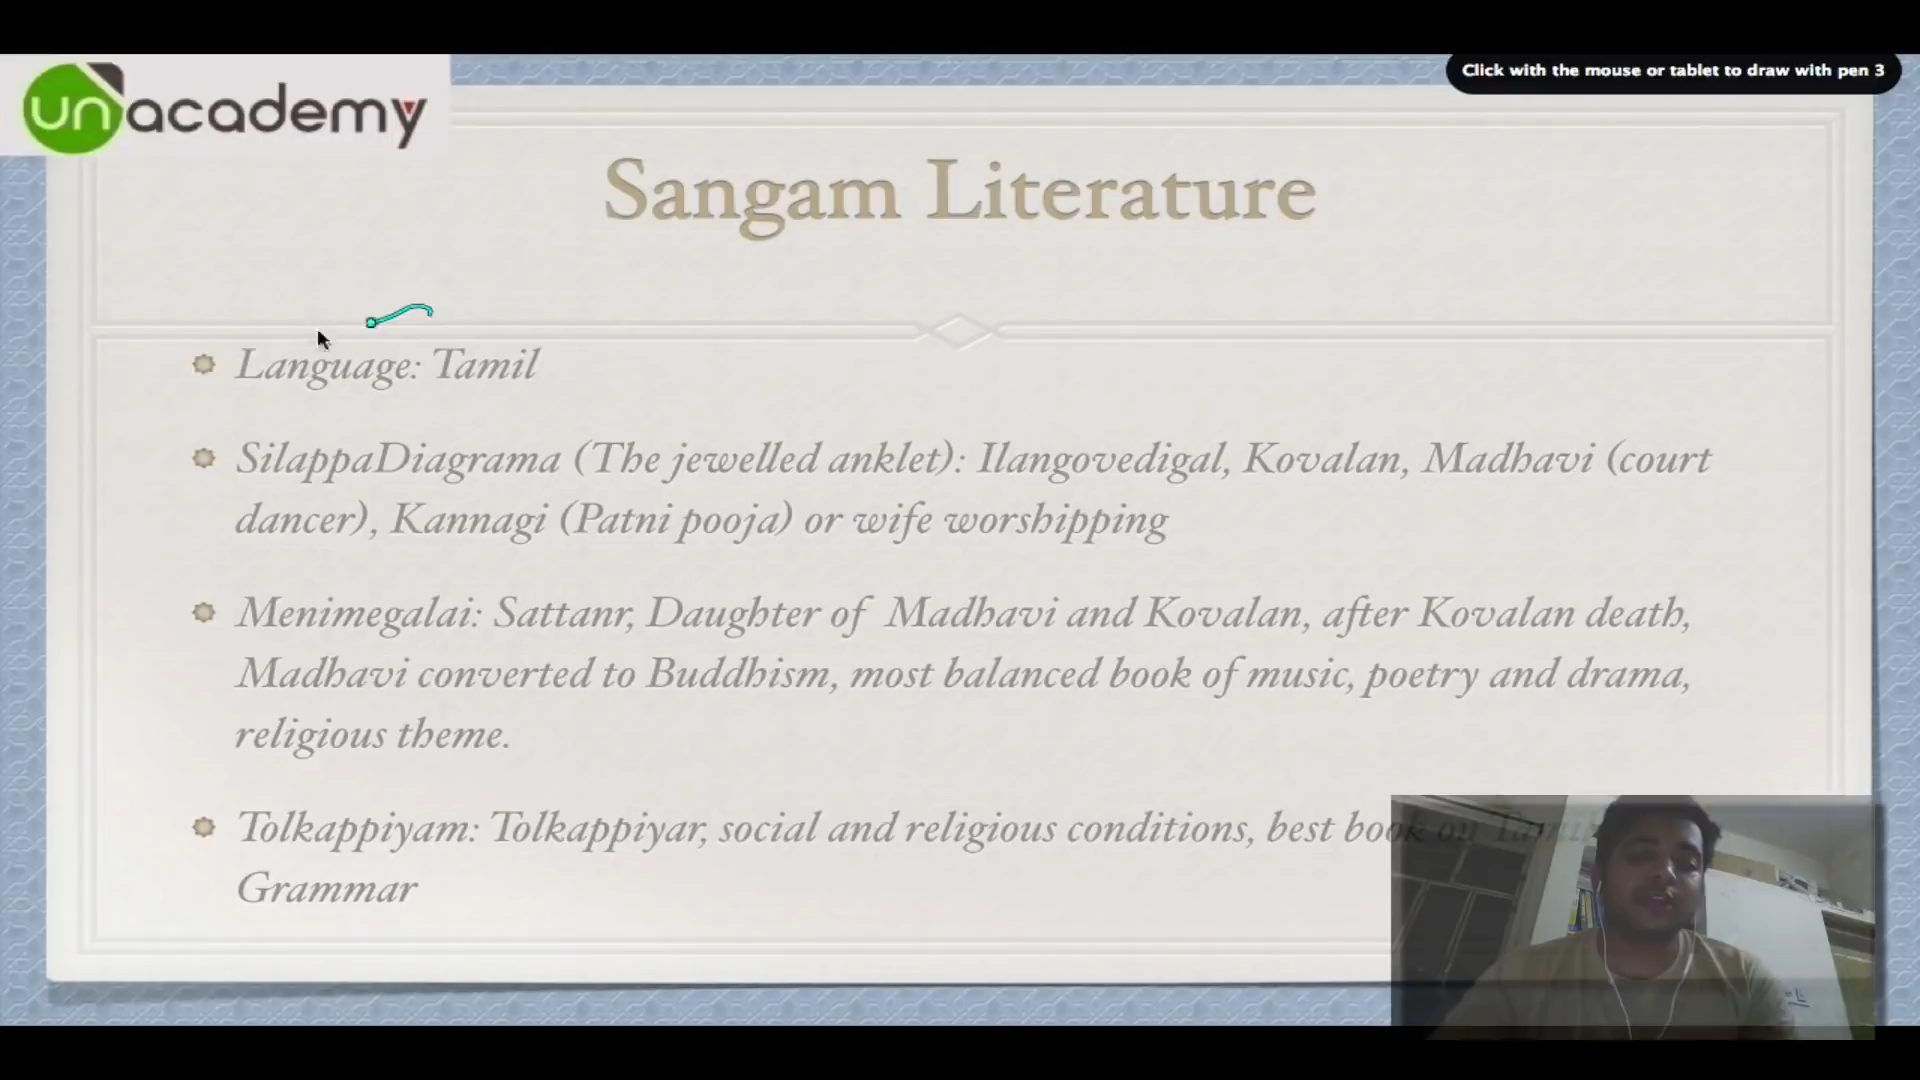 unacademy
Click with the mouse or tablet to draw with pen 3
Sangam Literature
Language: Tamil
SilappaDiagrama (The jewelled anklet): Ilangovedigal, Kovalan, Madhavi (court
dancer), Kannagi (Patni pooja) or wife worshipping
Menimegalai: Sattanr, Daughter of Madhavi and Kovalan, after Kovalan death,
Madhavi converted to Buddhism, most balanced book of music, poetry and drama,
religious theme.
Tolkappiyam: Tolkappiyar, social and religious conditions, best book on Tamil
Grammar